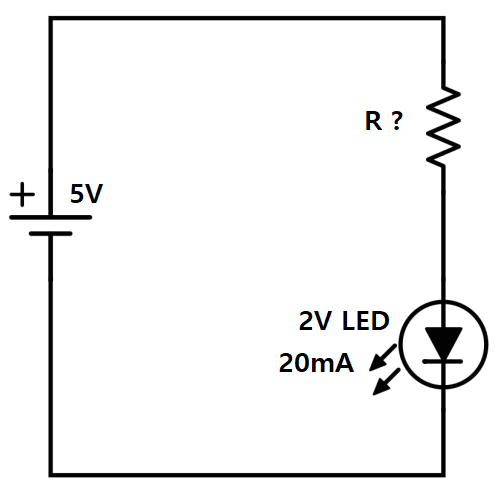 R ?
+ 5V
2V LED
20mA